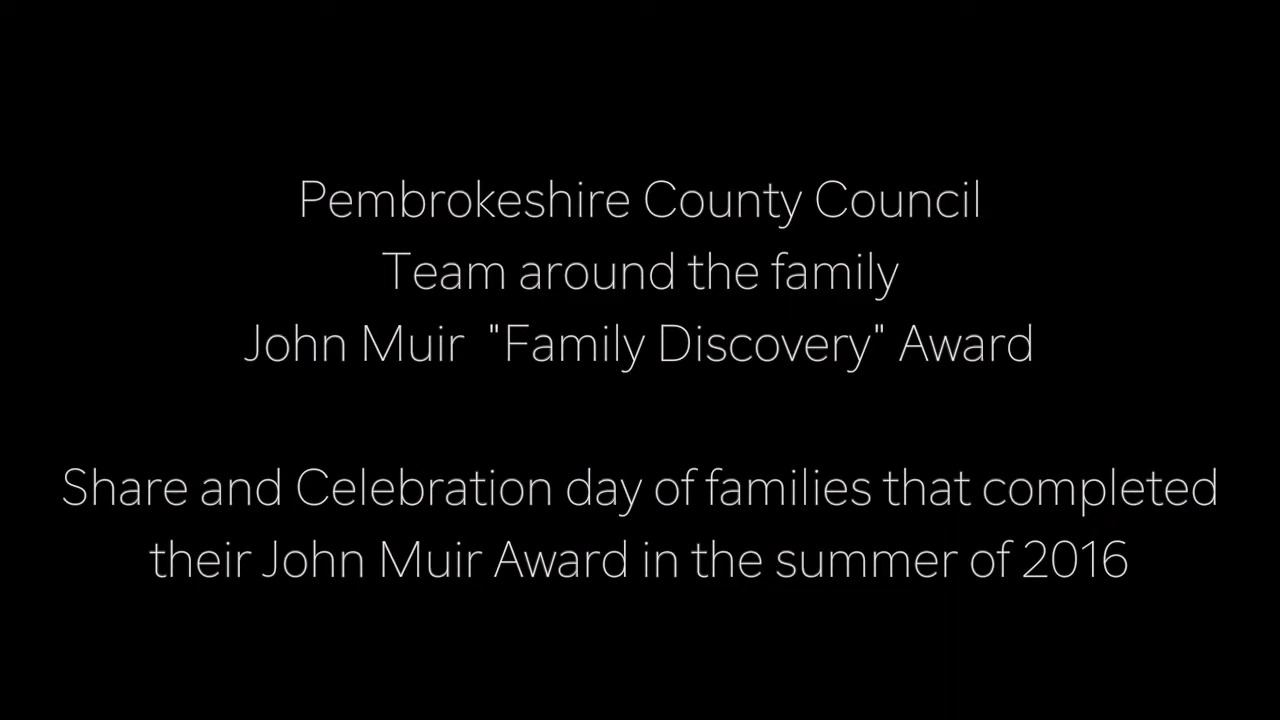 Pembrokeshire County Council
Team around the family
John Muir  "Family Discovery" Award
Share and Celebration day of families that completed
their John Muir Award in the summer of 2016